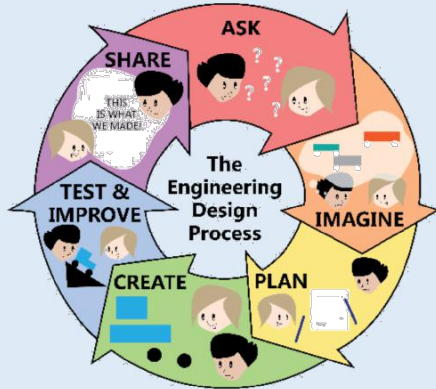 ASK
????
IMAGINE
PLAN
CREATE
TEST &
IMPROVE
SHARE
THIS
IS WHAT
WE MADE!
The
Engineering
Design
Process